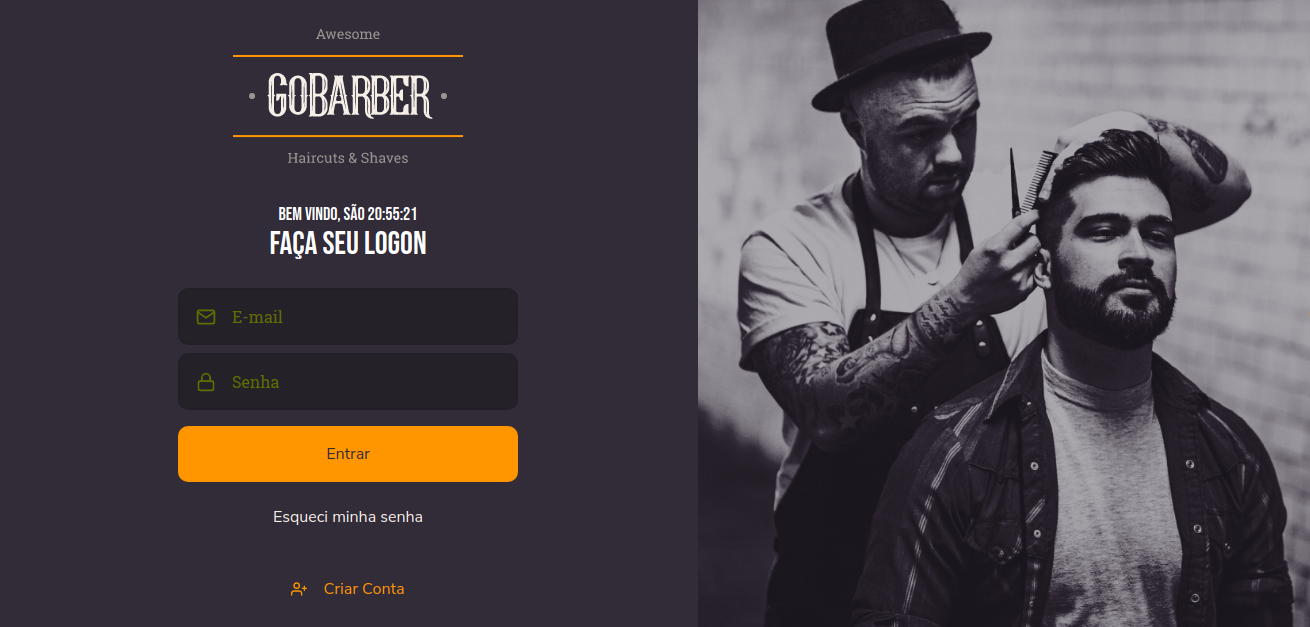 Awesome
GOBARBER
Haircuts & Shaves
BEM VINDO, SÃO 20:55:21
FAÇA SEU LOGON
E-mail
Senha
Entrar
Esqueci minha senha
Criar Conta